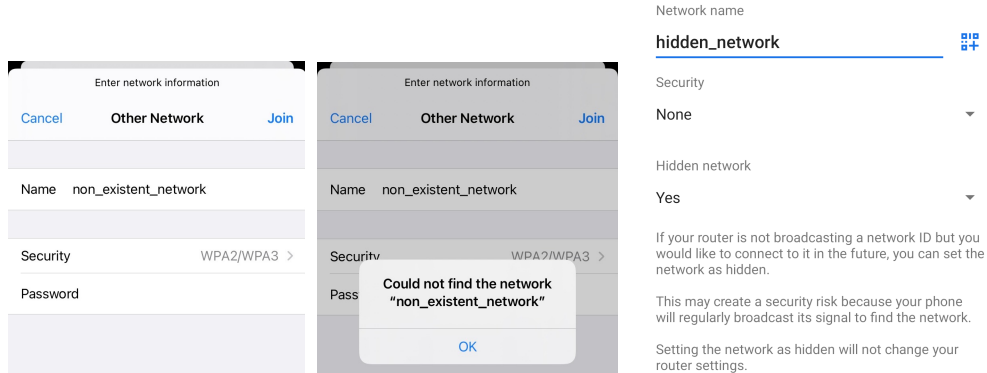 Enter network information
Cancel
Other Network
Join
Name non_existent_network
Security WPA2/WPA3
Password
Enter network information
Cancel
Other Network
Join
Name non_existent_network
Security WPA2/WPA3
Pass
Could not find the network
“non_existent_network”
OK
Network name
hidden_network
Security
None
Hidden network
Yes
If your router is not broadcasting a network ID but you
would like to connect to it in the future, you can set the
network as hidden.
This may create a security risk because your phone
will regularly broadcast its signal to find the network.
Setting the network as hidden will not change your
router settings.